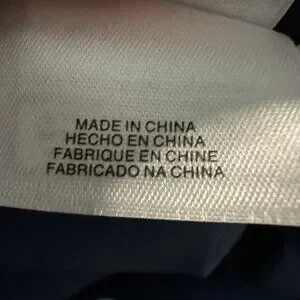 MADE IN CHINA
HECHO EN CHINA
FABRIQUE EN CHINE
FABRICADO NA CHINA